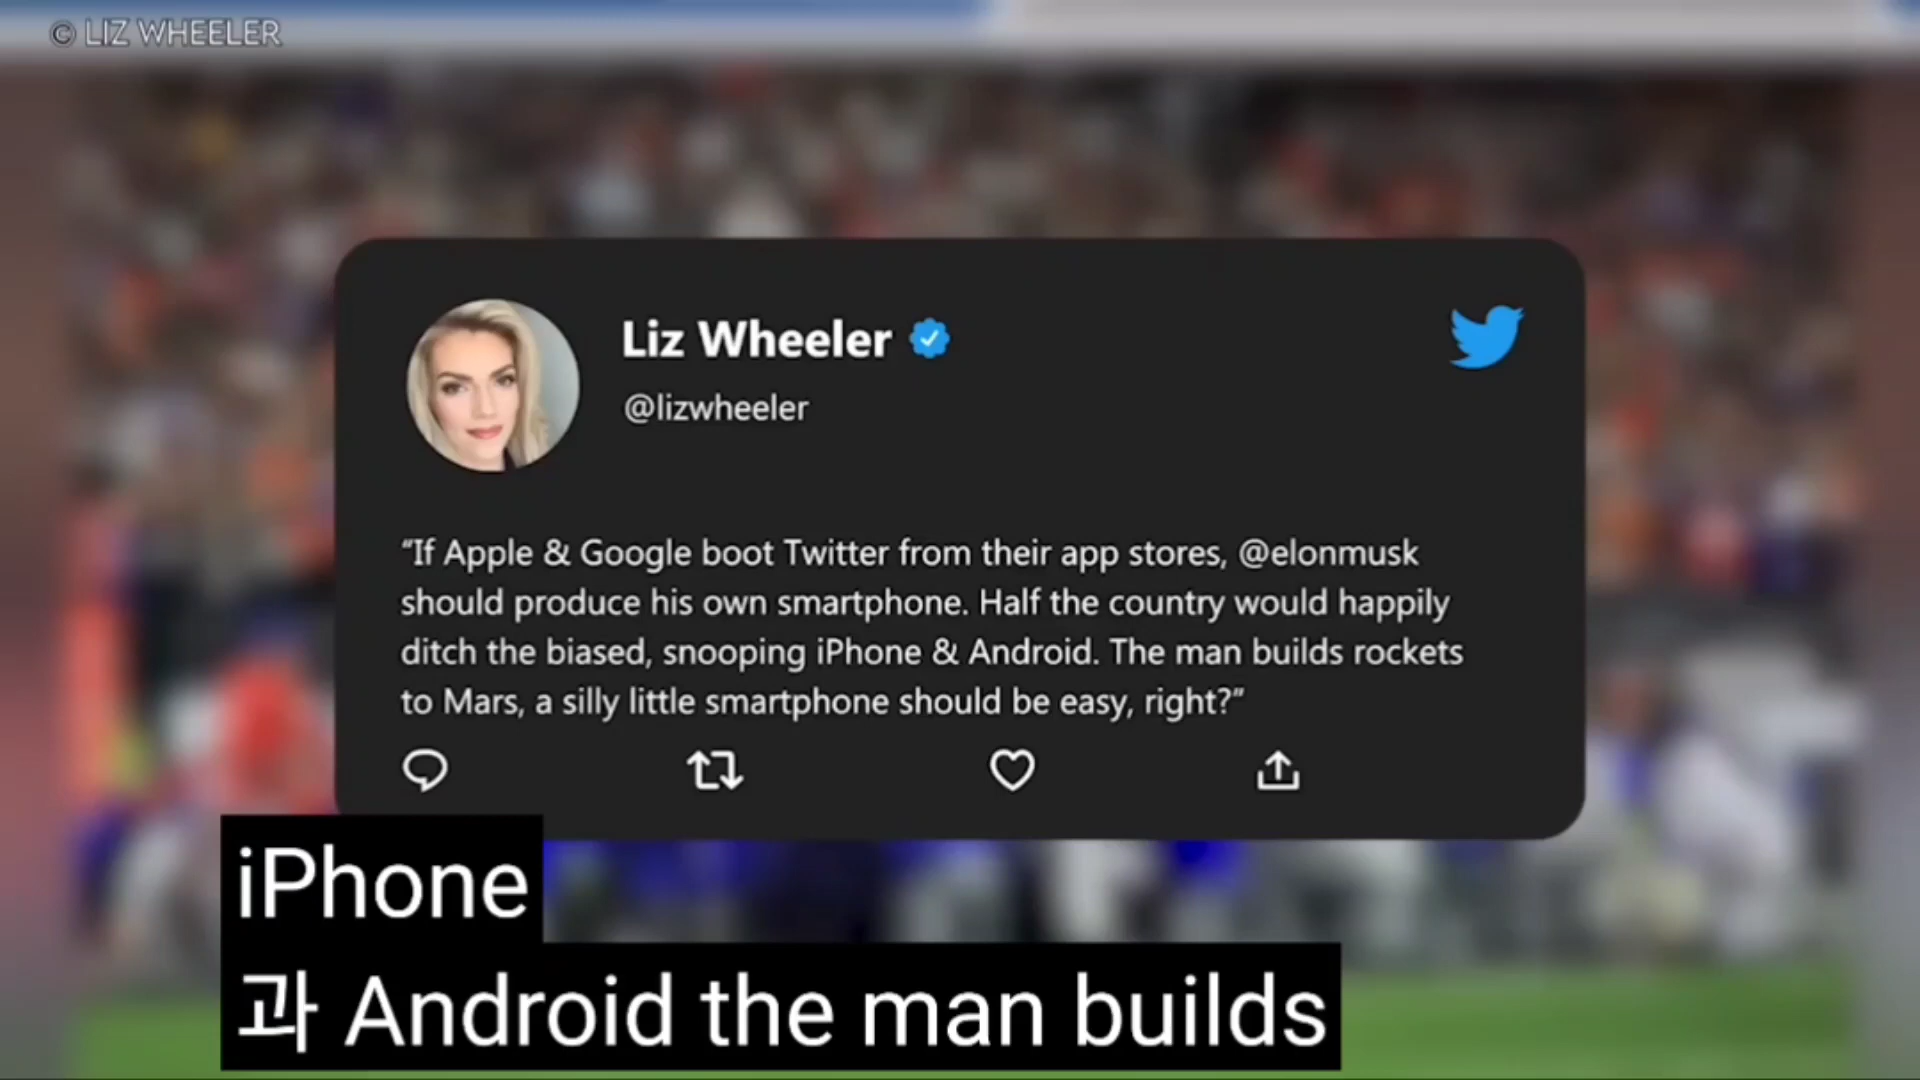 © LIZ WHEELER
Liz Wheeler
@lizwheeler
“If Apple & Google boot Twitter from their app stores, @elonmusk
should produce his own smartphone. Half the country would happily
ditch the biased, snooping iPhone & Android. The man builds rockets
to Mars, a silly little smartphone should be easy, right?”
iPhone
과 Android the man builds